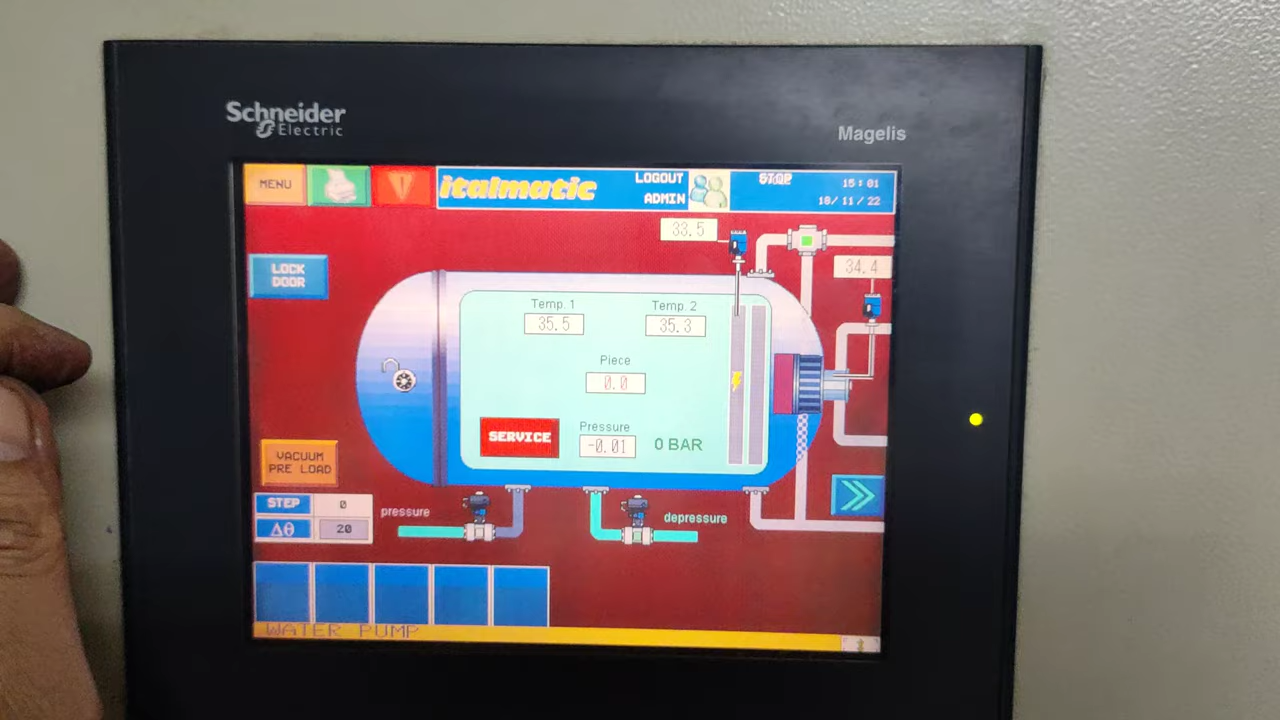 Schneider
Electric
Magelis
MENU
italmatic
LOGOUT
ADMIN
15:01
18/11/22
33.5
34.4
LOCK
DOOR
Temp. 1
Temp. 2
35.5
35.3
Piece
0.0
SERVICE
Pressure
-0.01
0 BAR
VACUUM
PRE LOAD
STEP
0
Δθ
20
pressure
depressure
WATER PUMP